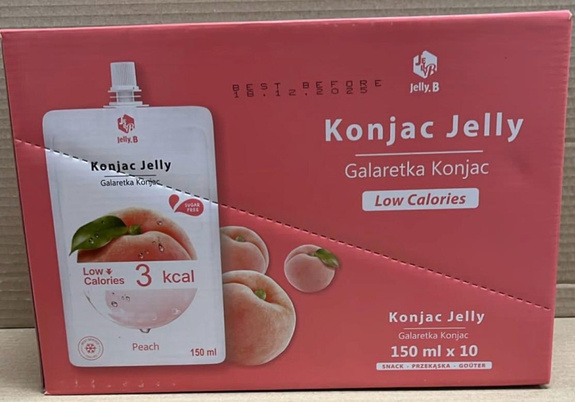 Jelly.B
BEST BEFORE
18.12.2025
Konjac Jelly
Galaretka Konjac
Low Calories
Jelly.B
Konjac Jelly
Galaretka Konjac
SUGAR
FREE
Low
Calories 3 kcal
Peach
150 ml
Konjac Jelly
Galaretka Konjac
150 ml x 10
SNACK - PRZEKĄSKA - GOÛTER